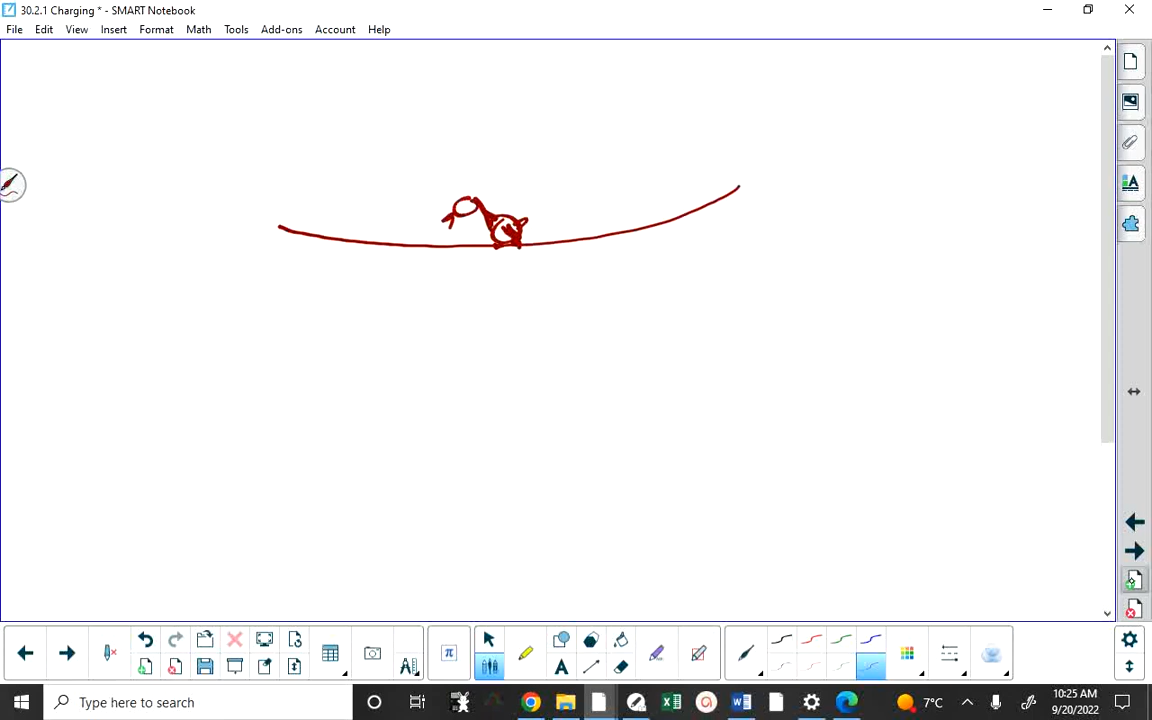 30.2.1 Charging * - SMART Notebook
File Edit View Insert Format Math Tools Add-ons Account Help
π
A
A
A
Type here to search
7°C
10:25 AM
9/20/2022